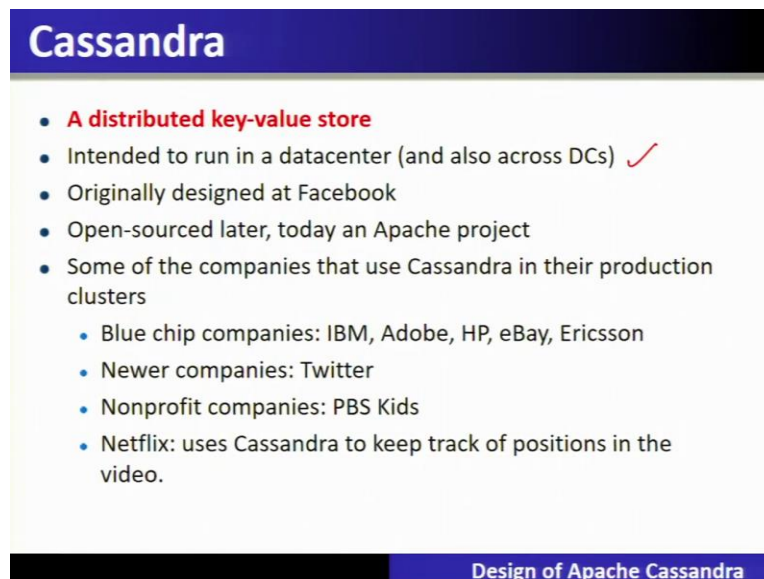 Cassandra
• A distributed key-value store
• Intended to run in a datacenter (and also across DCs)
• Originally designed at Facebook
• Open-sourced later, today an Apache project
• Some of the companies that use Cassandra in their production
clusters
• Blue chip companies: IBM, Adobe, HP, eBay, Ericsson
• Newer companies: Twitter
• Nonprofit companies: PBS Kids
• Netflix: uses Cassandra to keep track of positions in the
video.
Design of Apache Cassandra